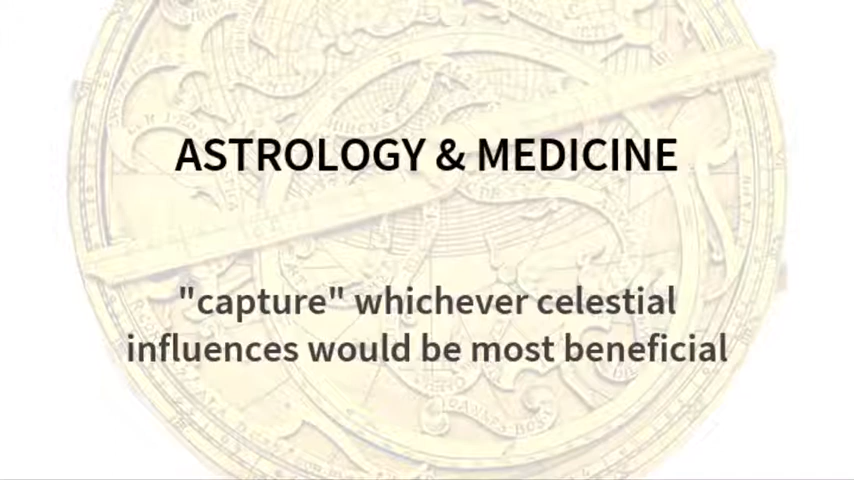 ASTROLOGY & MEDICINE
"capture" whichever celestial
influences would be most beneficial